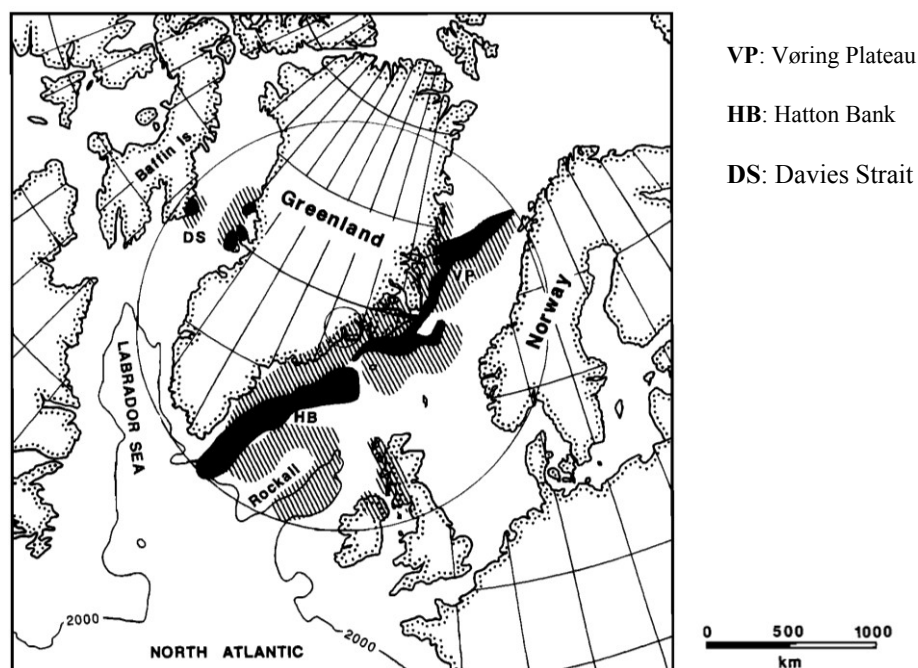 VP: Vøring Plateau
HB: Hatton Bank
DS: Davies Strait
Baffin Is.
Greenland
DS
VP
Norway
LABRADOR SEA
HB
Rockall
2000
2000
NORTH ATLANTIC
0 500 1000
km